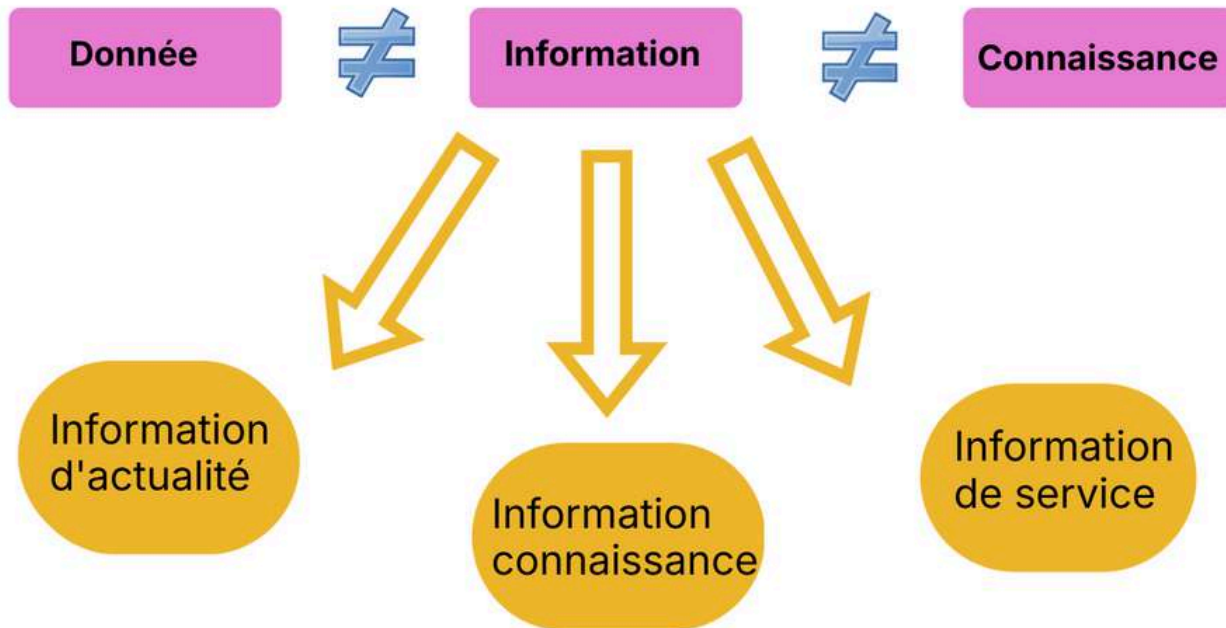 Donnée ≠ Information ≠ Connaissance
Information
d'actualité
Information
connaissance
Information
de service